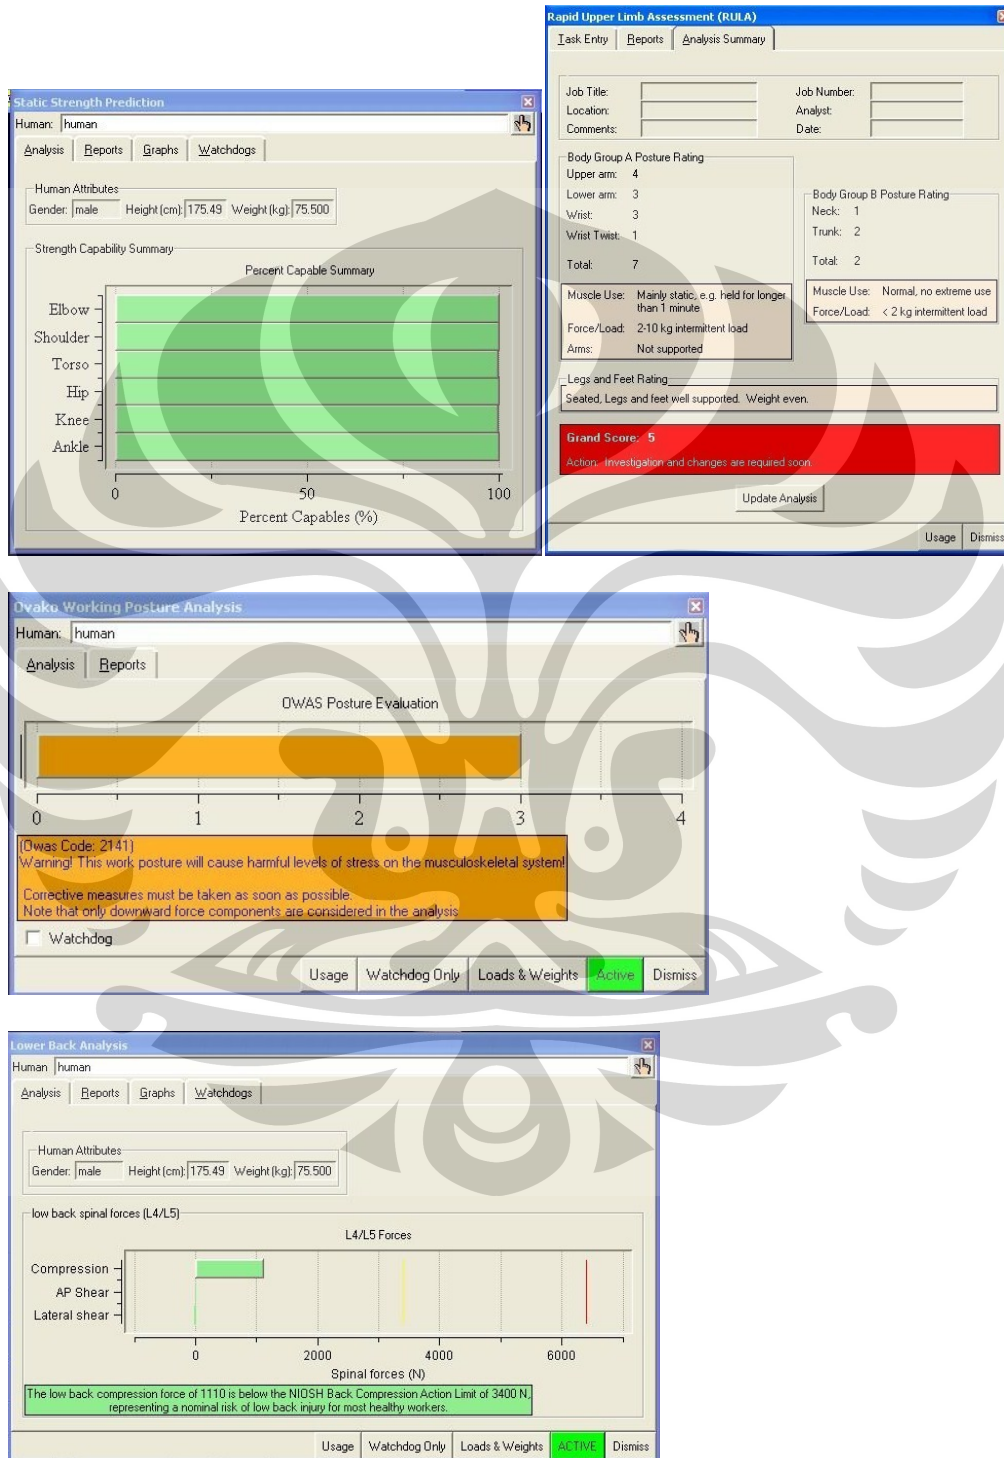 Static Strength Prediction
Human: human
Analysis Reports Graphs Watchdogs
Human Attributes
Gender: male Height (cm): 175.49 Weight (kg): 75.500
Strength Capability Summary
Percent Capable Summary
Elbow
Shoulder
Torso
Hip
Knee
Ankle
0 50 100
Percent Capables (%)
Rapid Upper Limb Assessment (RULA)
Task Entry Reports Analysis Summary
Job Title: Job Number:
Location: Analyst:
Comments: Date:
Body Group A Posture Rating
Upper arm: 4
Lower arm: 3
Wrist: 3
Wrist Twist: 1
Total: 7
Muscle Use: Mainly static, e.g. held for longer
than 1 minute
Force/Load: 2-10 kg intermittent load
Arms: Not supported
Body Group B Posture Rating
Neck: 1
Trunk: 2
Total: 2
Muscle Use: Normal, no extreme use
Force/Load: < 2 kg intermittent load
Legs and Feet Rating
Seated, Legs and feet well supported. Weight even.
Grand Score: 5
Action: Investigation and changes are required soon.
Update Analysis
Usage Dismiss
Ovako Working Posture Analysis
Human: human
Analysis Reports
OWAS Posture Evaluation
0 1 2 3 4
(Owas Code: 2141)
Warning! This work posture will cause harmful levels of stress on the musculoskeletal system!
Corrective measures must be taken as soon as possible.
Note that only downward force components are considered in the analysis
Watchdog
Usage Watchdog Only Loads & Weights Active Dismiss
Lower Back Analysis
Human human
Analysis Reports Graphs Watchdogs
Human Attributes
Gender: male Height (cm): 175.49 Weight (kg): 75.500
low back spinal forces (L4/L5)
L4/L5 Forces
Compression
AP Shear
Lateral shear
0 2000 4000 6000
Spinal forces (N)
The low back compression force of 1110 is below the NIOSH Back Compression Action Limit of 3400 N,
representing a nominal risk of low back injury for most healthy workers.
Usage Watchdog Only Loads & Weights ACTIVE Dismiss